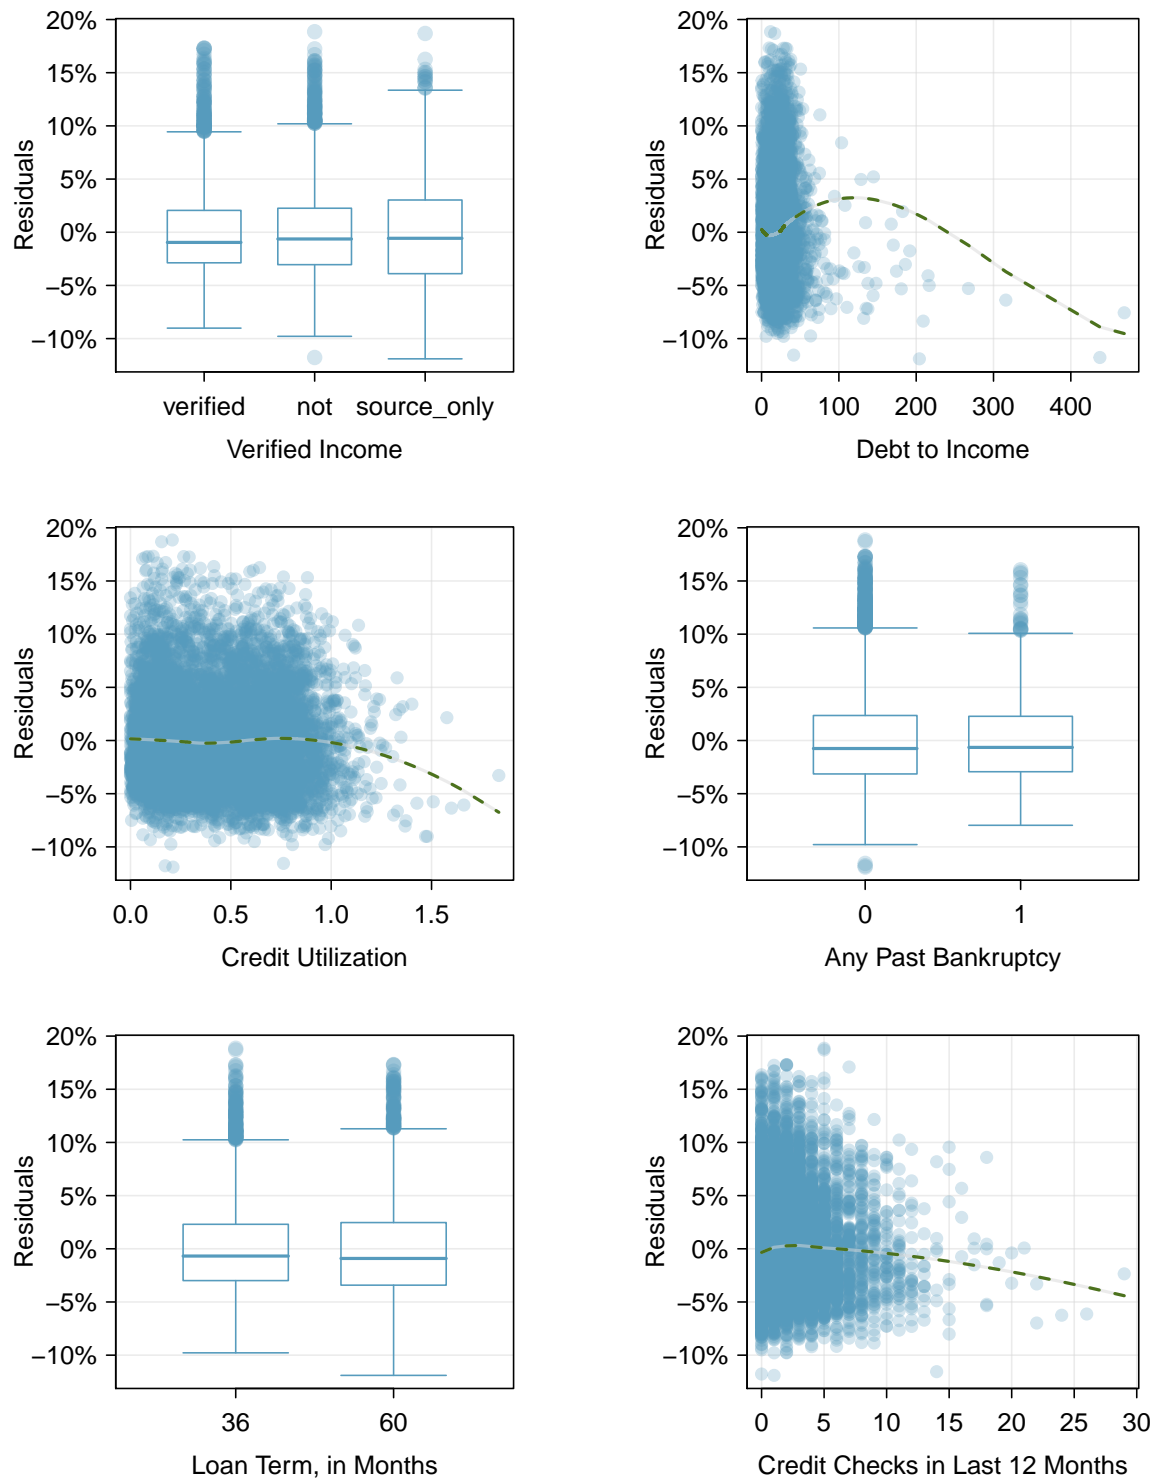 20%
15%
10%
5%
0%
−5%
−10%
Residuals
verified not source_only
Verified Income
20%
15%
10%
5%
0%
−5%
−10%
Residuals
0 100 200 300 400
Debt to Income
20%
15%
10%
5%
0%
−5%
−10%
Residuals
0.0 0.5 1.0 1.5
Credit Utilization
20%
15%
10%
5%
0%
−5%
−10%
Residuals
0 1
Any Past Bankruptcy
20%
15%
10%
5%
0%
−5%
−10%
Residuals
36 60
Loan Term, in Months
20%
15%
10%
5%
0%
−5%
−10%
Residuals
0 5 10 15 20 25 30
Credit Checks in Last 12 Months